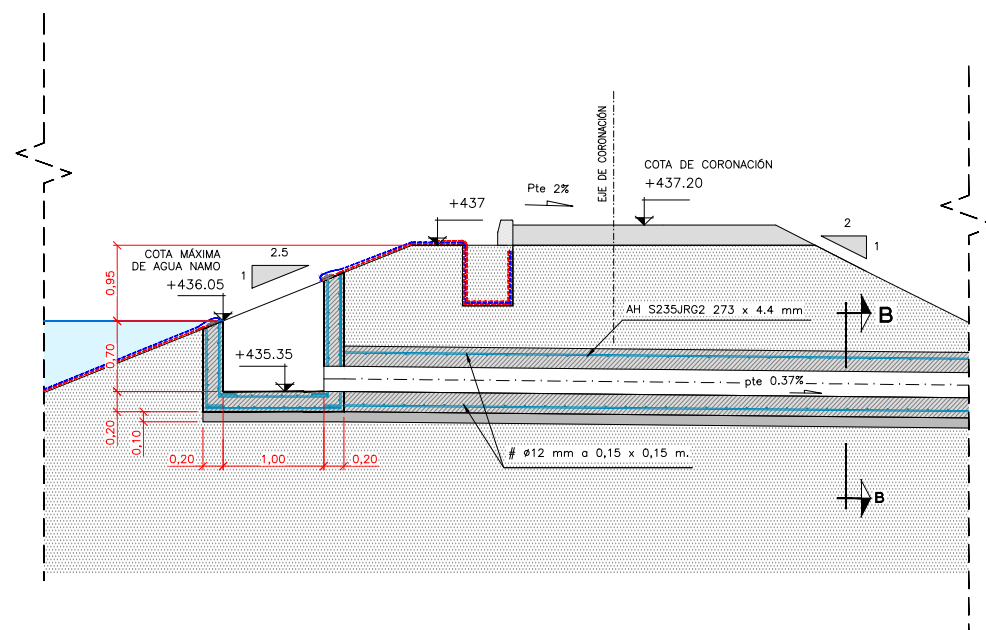 EJE DE CORONACIÓN
COTA DE CORONACIÓN
+437.20
Pte 2%
+437
2
1
COTA MÁXIMA
DE AGUA NAMO
+436.05
2.5
1
0,95
AH S235JRG2 273 x 4.4 mm
B
+435.35
0,70
pte 0.37%
0,20
0,10
0,20
1,00
0,20
# ø12 mm a 0,15 x 0,15 m.
B